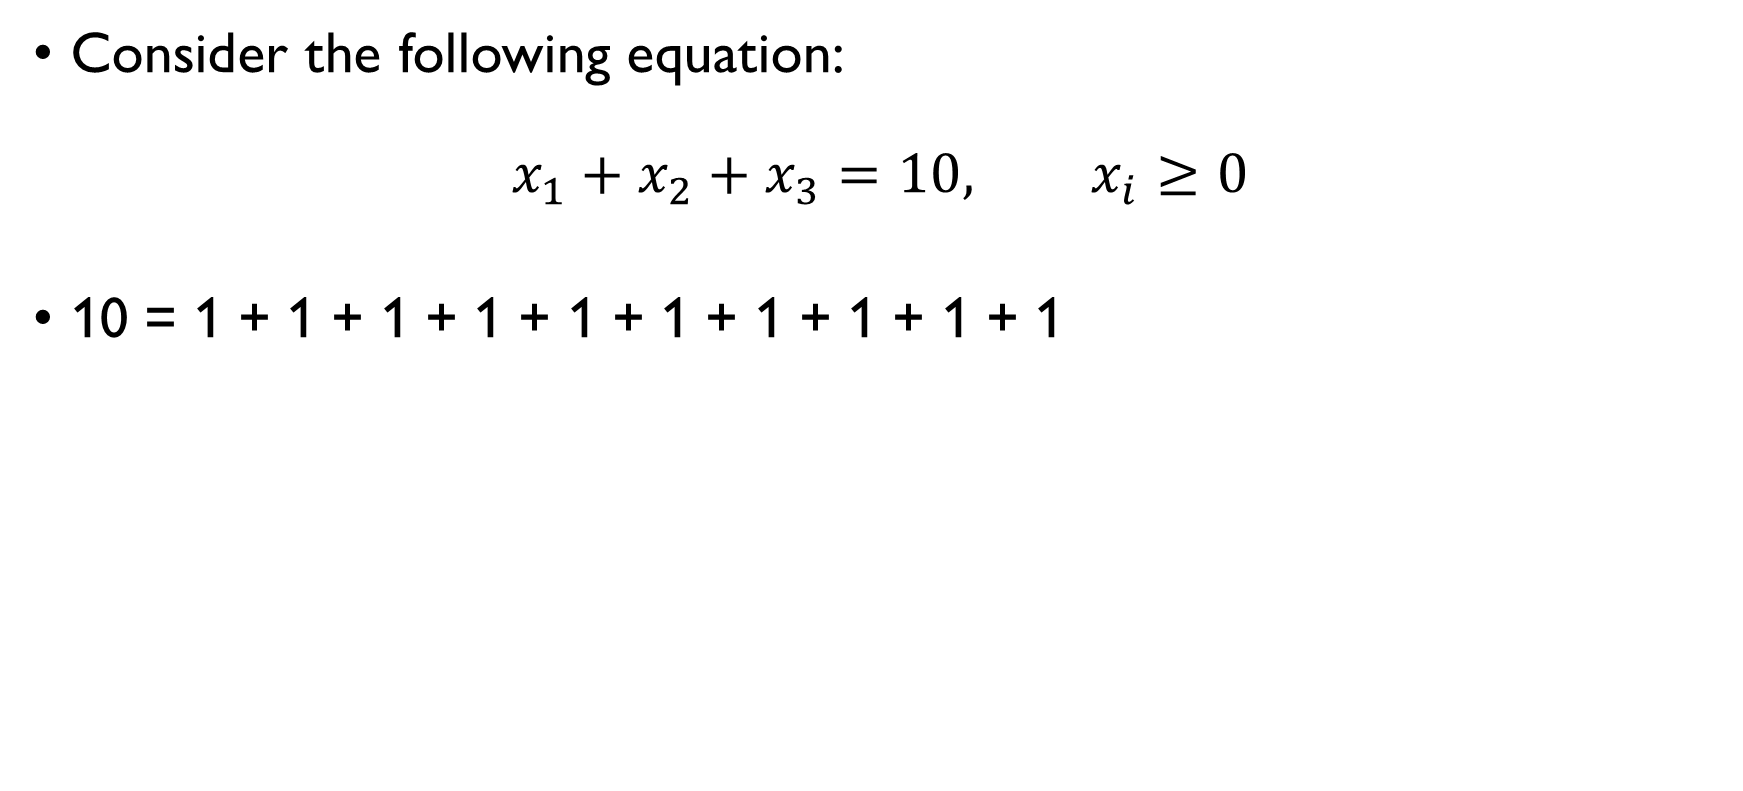 • Consider the following equation:
x₁ + x₂ + x₃ = 10, xᵢ ≥ 0
• 10 = 1 + 1 + 1 + 1 + 1 + 1 + 1 + 1 + 1 + 1